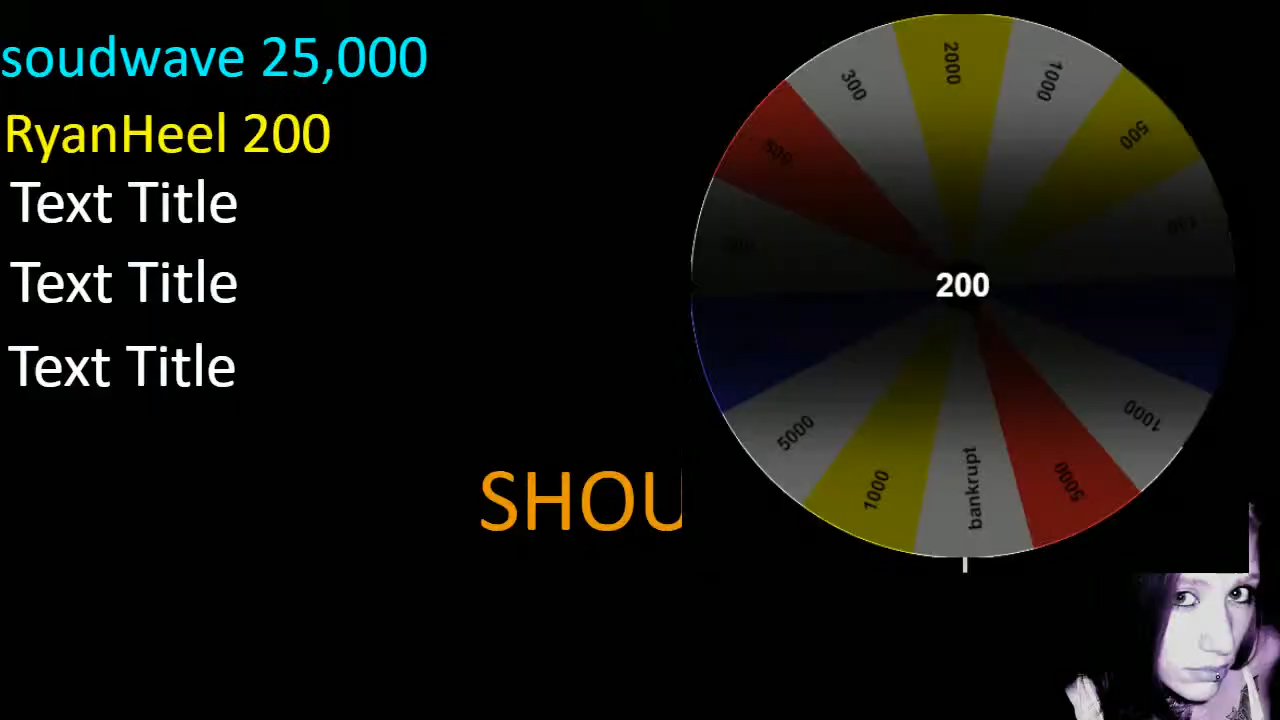 soudwave 25,000
RyanHeel 200
Text Title
Text Title
Text Title
SHOU
300
2000
1000
500
200
5000
1000
bankrupt
5000
1000